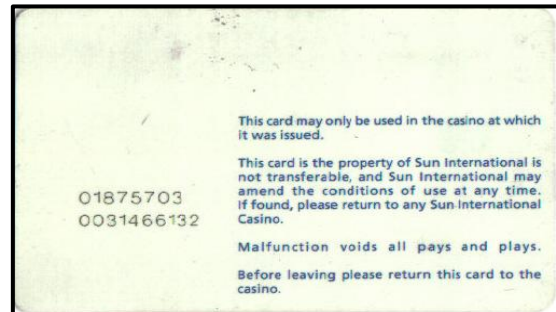 This card may only be used in the casino at which
it was issued.
This card is the property of Sun International is
not transferable, and Sun International may
amend the conditions of use at any time.
If found, please return to any Sun International
Casino.
Malfunction voids all pays and plays.
Before leaving please return this card to the
casino.
01875703
0031466132